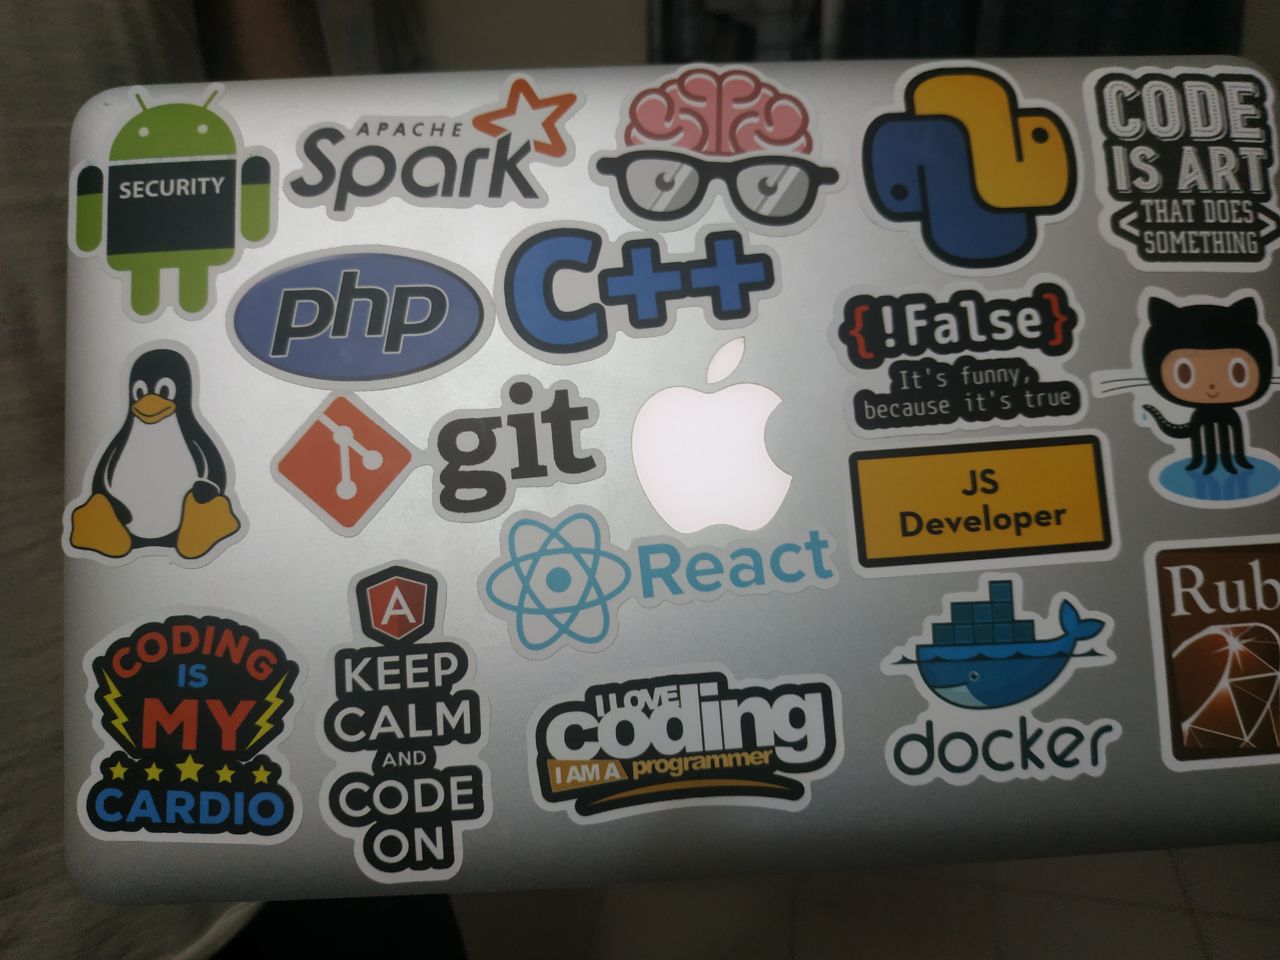 SECURITY
APACHE
Spark
CODE
IS ART
<THAT DOES>
SOMETHING
php
C++
{!False}
It's funny,
because it's true
git
JS
Developer
React
Rub
A
KEEP
CALM
AND
CODE
ON
CODING
IS
MY
CARDIO
I LOVE
coding
I AM A programmer
docker